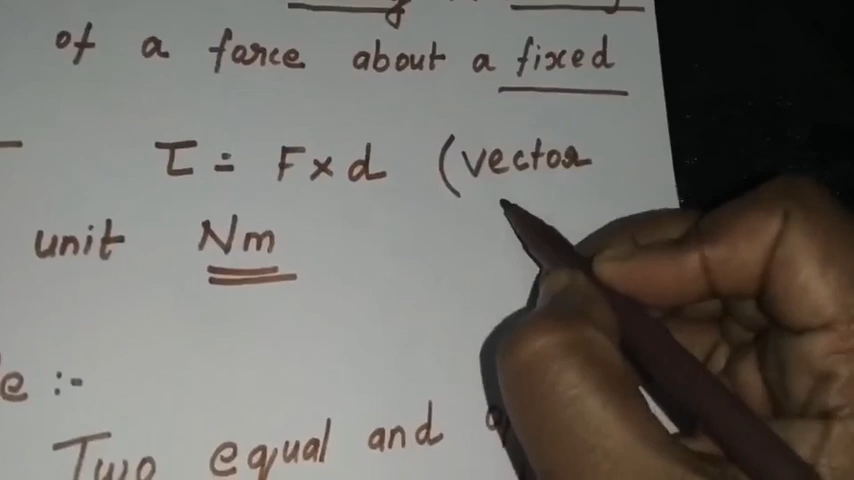 of a force about a fixed
τ = F x d (vector
unit Nm
:-
Two equal and